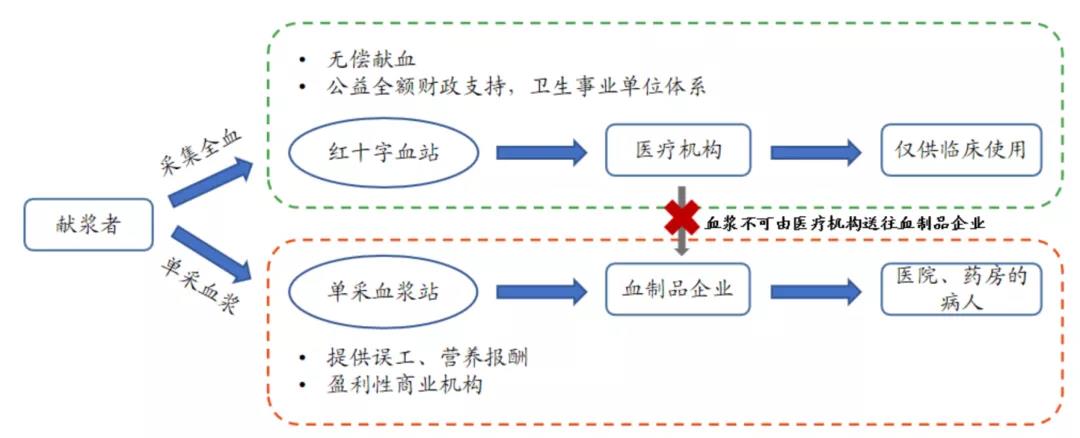 • 无偿献血
• 公益全额财政支持，卫生事业单位体系
采集全血
红十字血站
医疗机构
仅供临床使用
献浆者
血浆不可由医疗机构送往血制品企业
单采血浆
单采血浆站
血制品企业
医院、药房的
病人
• 提供误工、营养报酬
• 盈利性商业机构